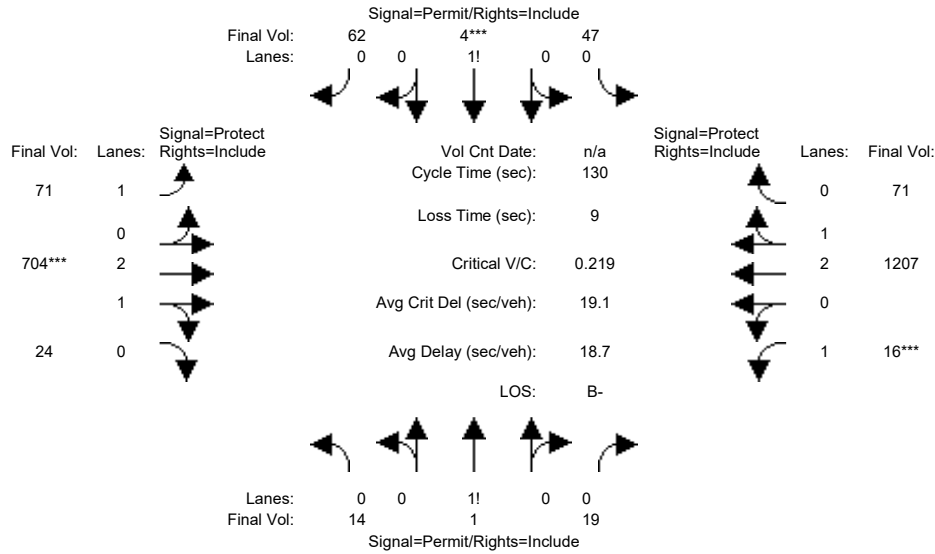 Signal=Permit/Rights=Include
Final Vol: 62 4*** 47
Lanes: 0 0 1! 0 0
Signal=Protect Signal=Protect
Final Vol: Lanes: Rights=Include Vol Cnt Date: n/a Rights=Include Lanes: Final Vol:
Cycle Time (sec): 130
71 1 0 71
Loss Time (sec): 9
0 1
704*** 2 Critical V/C: 0.219 2 1207
1 Avg Crit Del (sec/veh): 19.1 0
24 0 Avg Delay (sec/veh): 18.7 1 16***
LOS: B-
Lanes: 0 0 1! 0 0
Final Vol: 14 1 19
Signal=Permit/Rights=Include